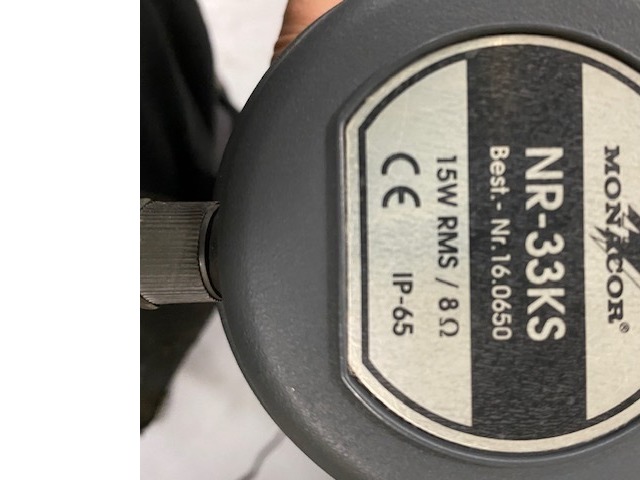 MONACOR®
NR-33KS
Best.- Nr.16.0650
15W RMS / 8 Ω
CE IP-65